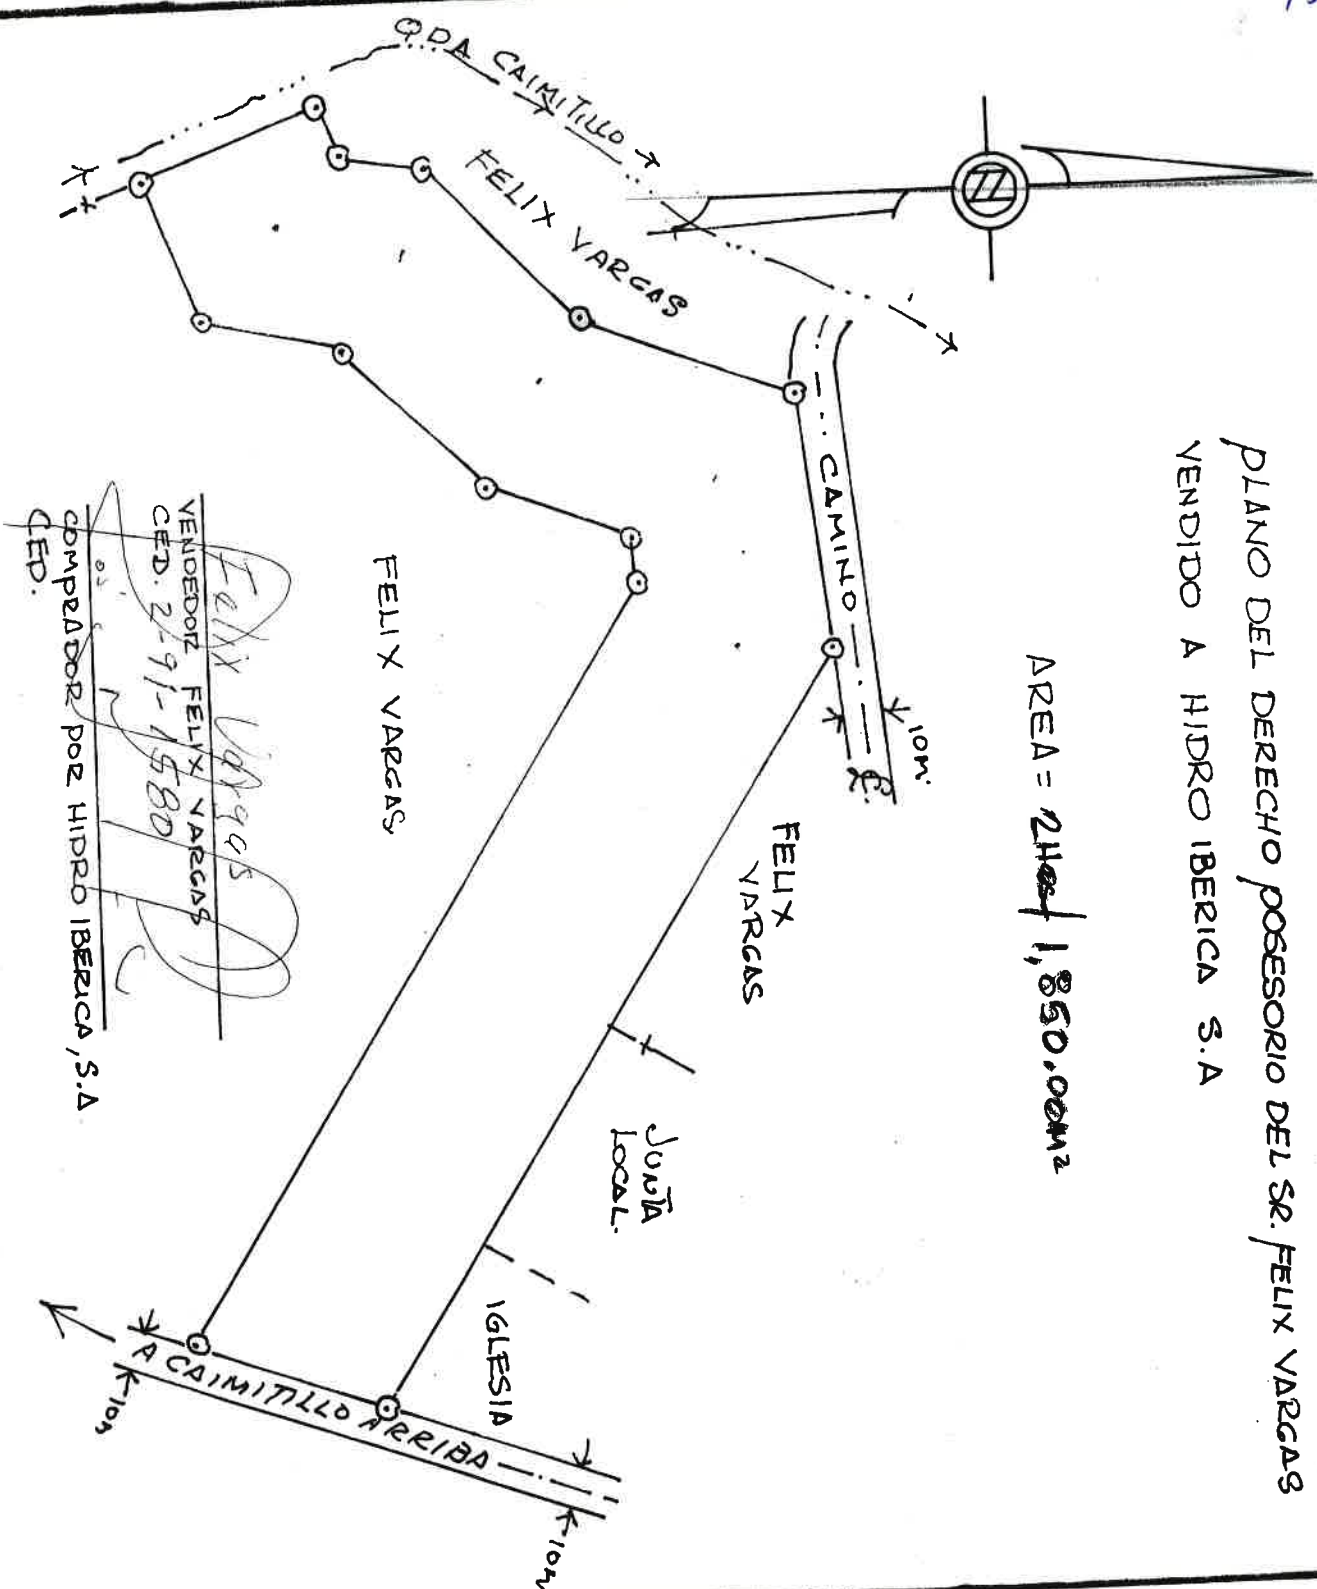 PLANO DEL DERECHO POSESORIO DEL SR. FELIX VARGAS
VENDIDO A HIDRO IBERICA S.A
AREA = 2Has 1,850.00M2
QDA CAIMITILLO
FELIX VARGAS
CAMINO
10M.
FELIX
VARGAS
JUNTA
LOCAL.
IGLESIA
A CAIMITILLO ARRIBA
10M
10M
FELIX VARGAS
Felix Vargas
VENDEDOR FELIX VARGAS
CED. 2-91-1580
COMPRADOR POR HIDRO IBERICA, S.A
CED.